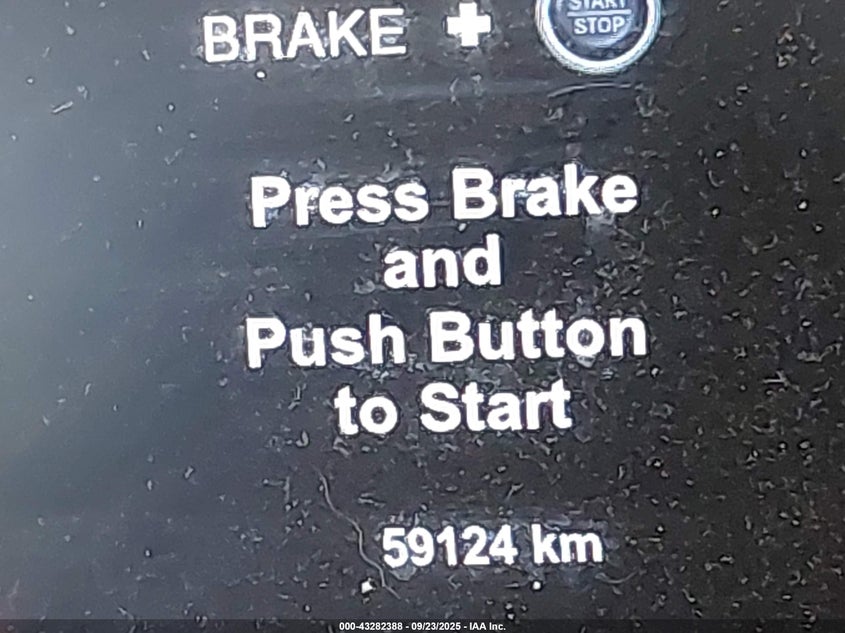 BRAKE + START
STOP
Press Brake
and
Push Button
to Start
59124 km
000-43282388 - 09/23/2025 - IAA Inc.